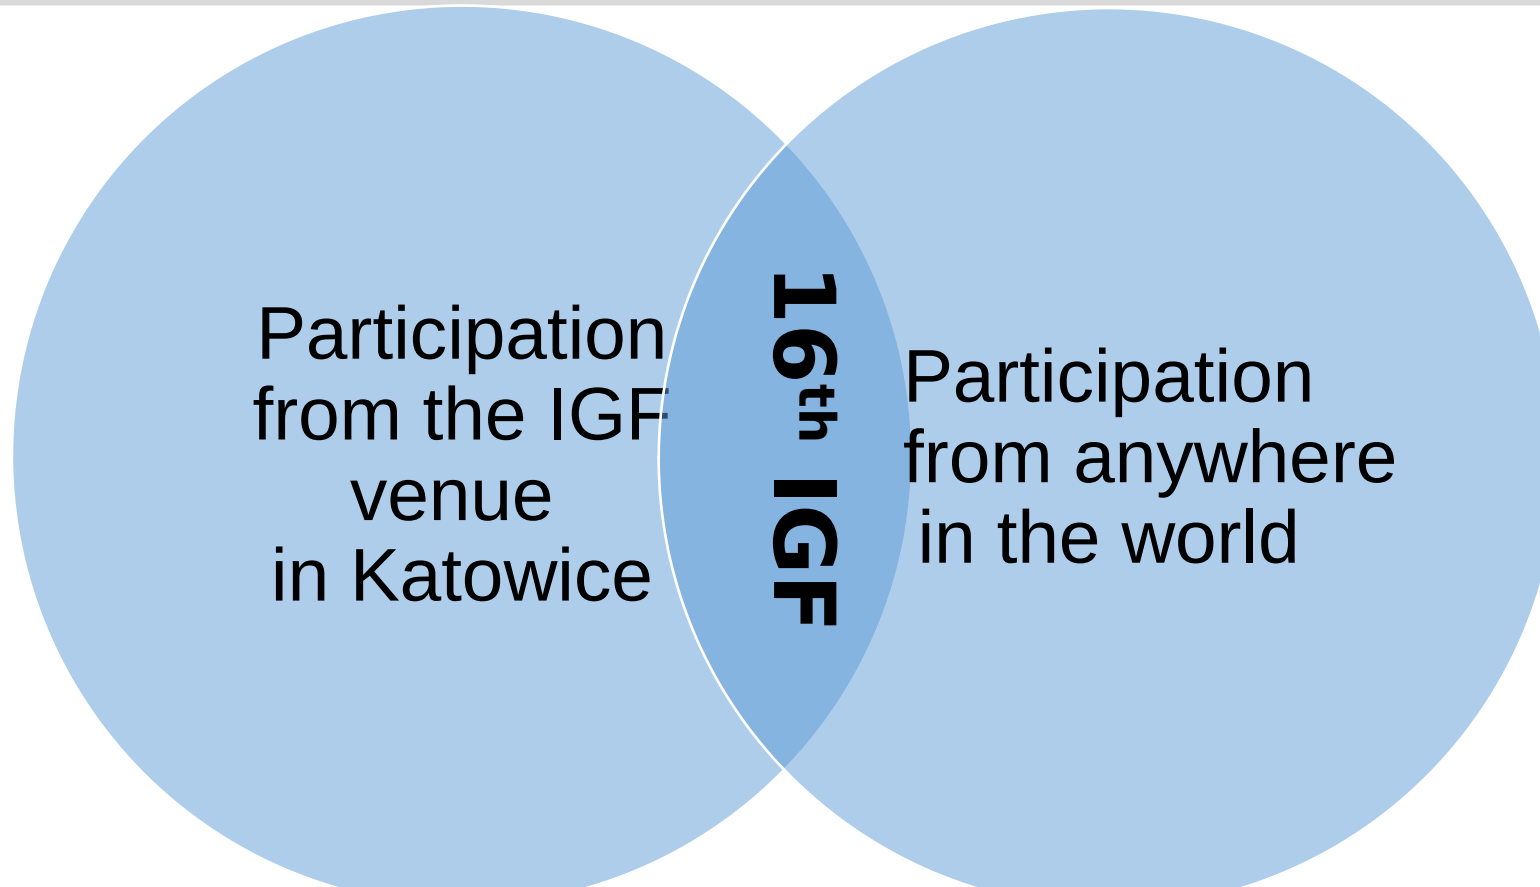 Participation
from the IGF
venue
in Katowice
16th IGF
Participation
from anywhere
in the world